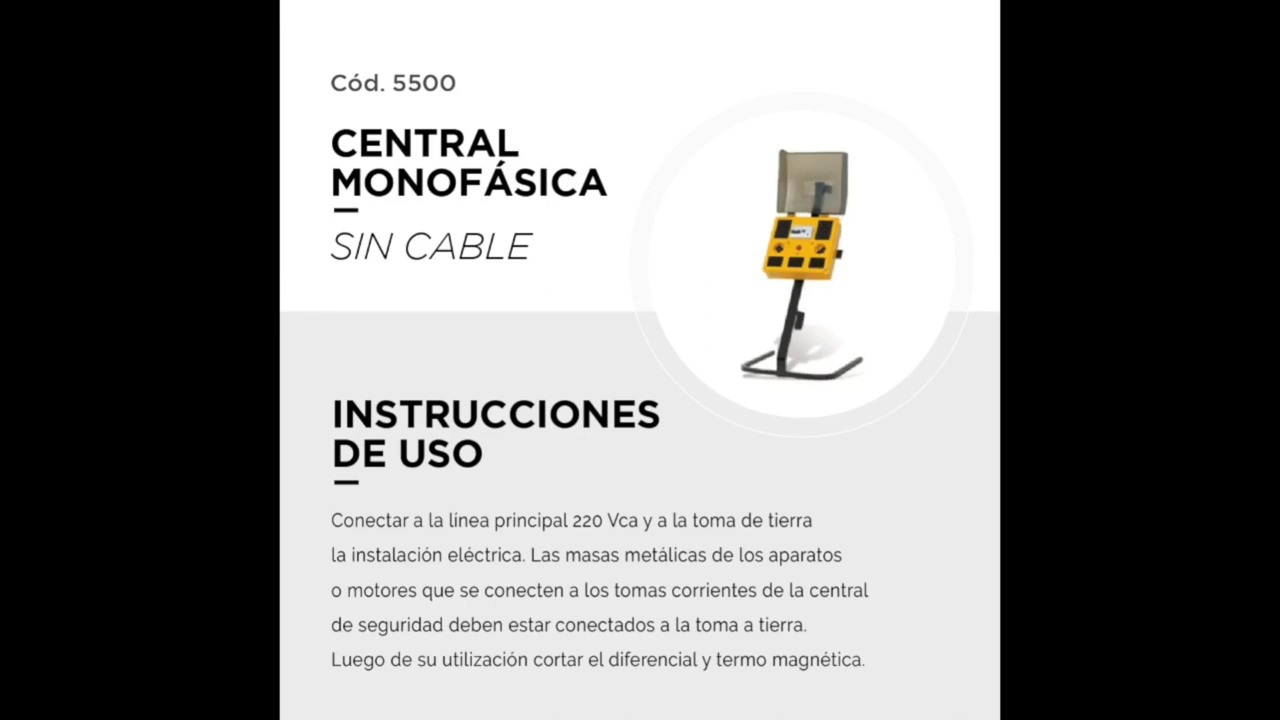 Cód. 5500
CENTRAL
MONOFÁSICA
SIN CABLE
INSTRUCCIONES
DE USO
Conectar a la línea principal 220 Vca y a la toma de tierra
la instalación eléctrica. Las masas metálicas de los aparatos
o motores que se conecten a los tomas corrientes de la central
de seguridad deben estar conectados a la toma a tierra.
Luego de su utilización cortar el diferencial y termo magnética.